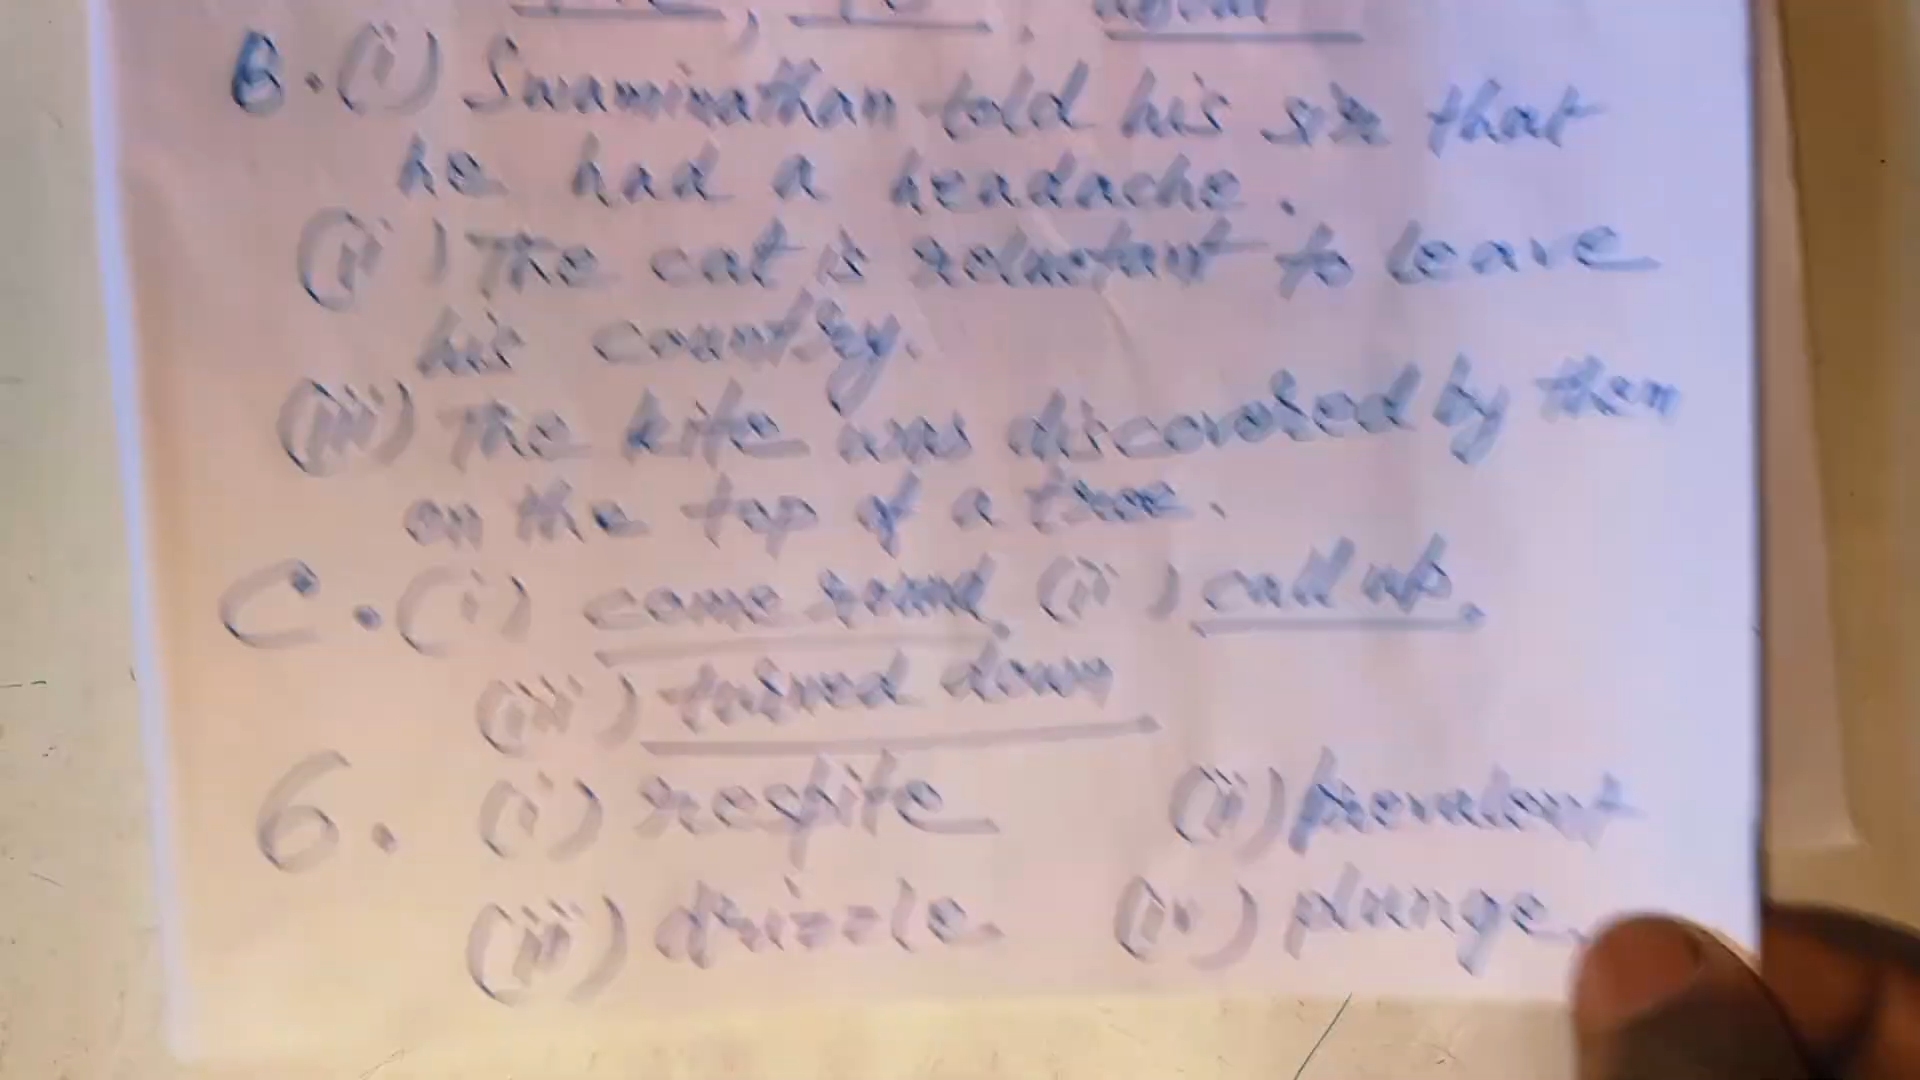 B. (i) Swaminathan told his sir that
he had a headache.
(ii) The cat is reluctant to leave
his country.
(iii) The kite was discovered by them
on the top of a tree.
C. (i) come round (ii) call up.
(iii) turned down
6. (i) respite (ii) prevalent
(iii) drizzle. (iv) plunge.